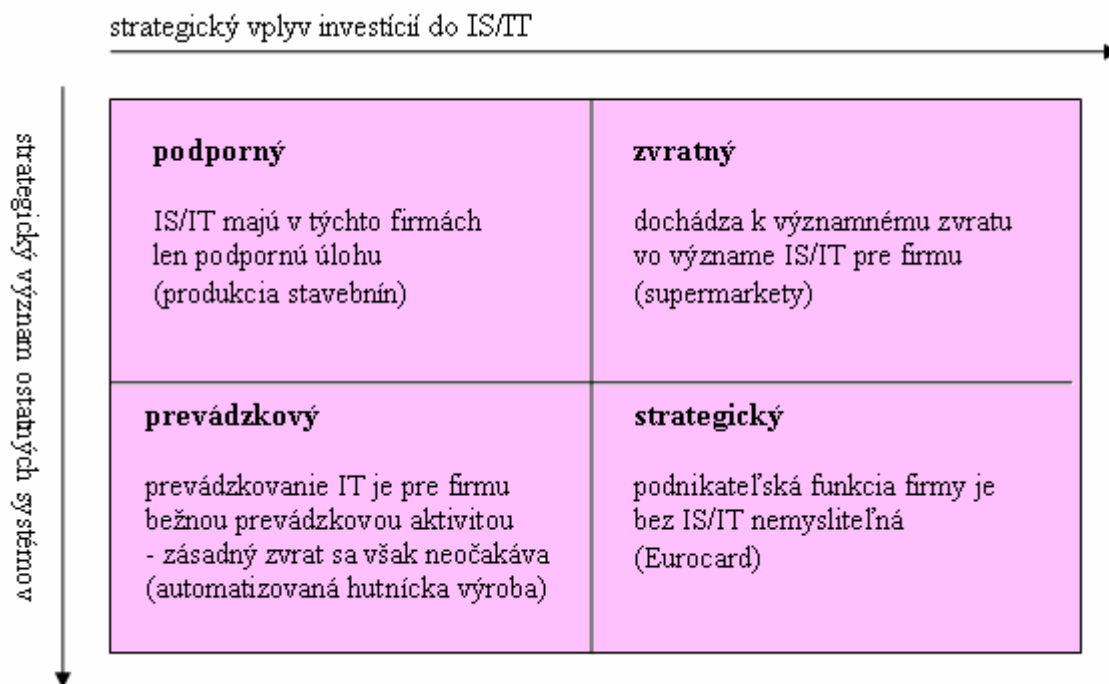 strategický vplyv investícií do IS/IT
strategický význam ostatných systémov
podporný
IS/IT majú v týchto firmách
len podpornú úlohu
(produkcia stavebnín)
zvratný
dochádza k významnému zvratu
vo význame IS/IT pre firmu
(supermarkety)
prevádzkový
prevádzkovanie IT je pre firmu
bežnou prevádzkovou aktivitou
- zásadný zvrat sa však neočakáva
(automatizovaná hutnícka výroba)
strategický
podnikateľská funkcia firmy je
bez IS/IT nemysliteľná
(Eurocard)